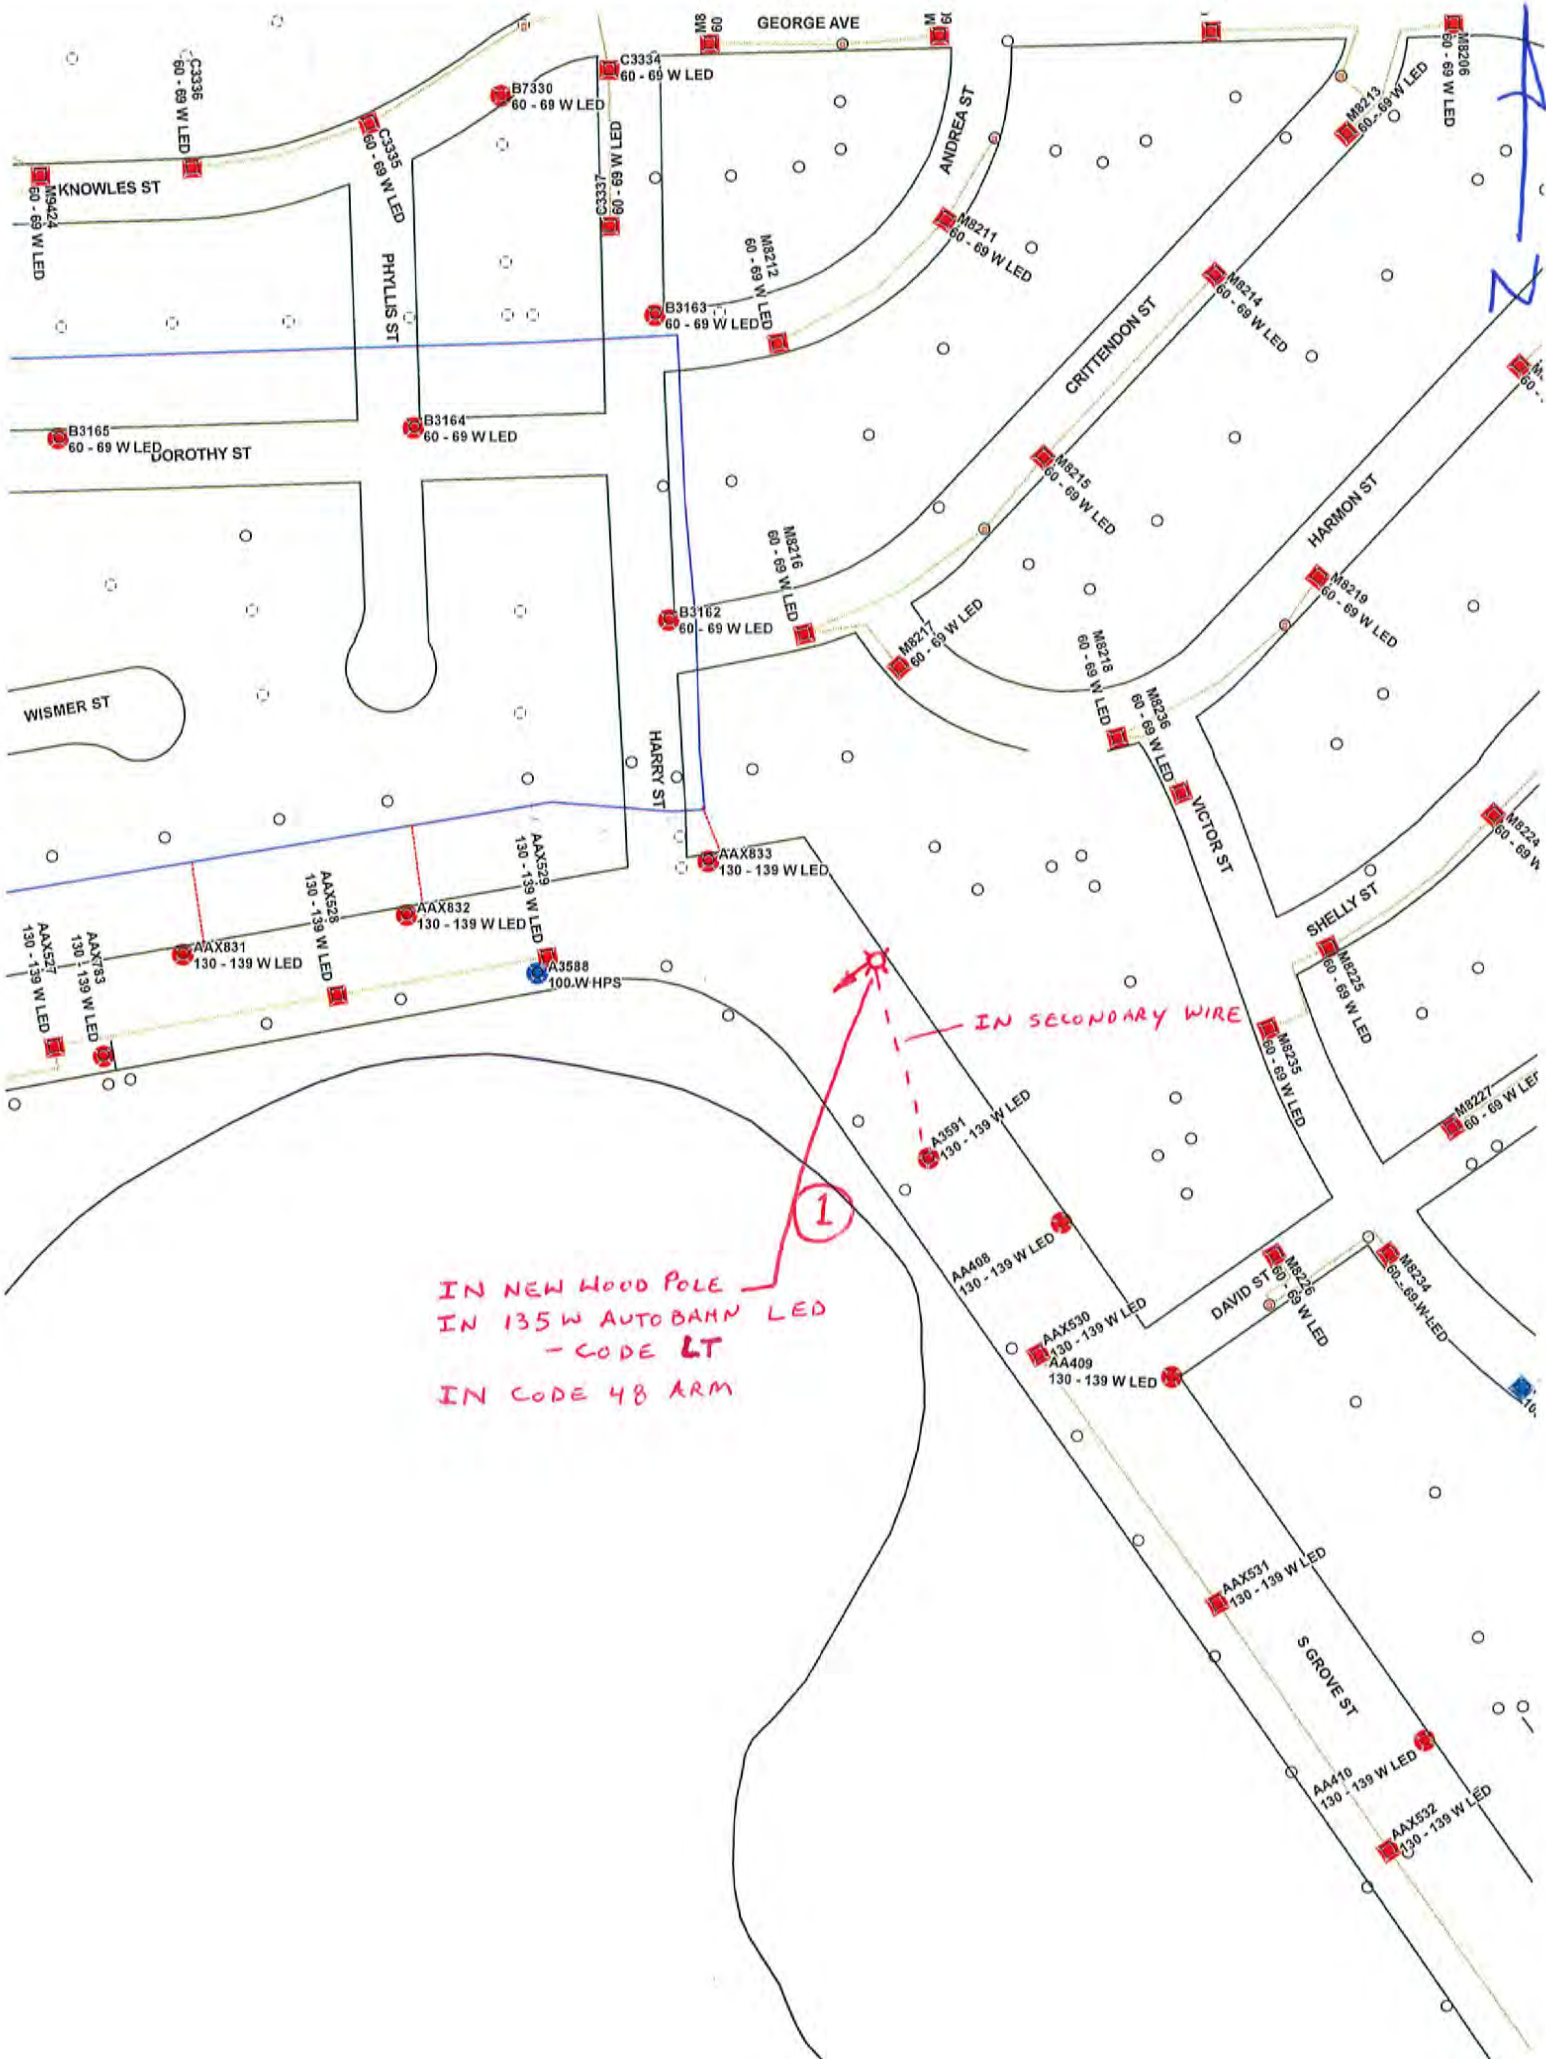 GEORGE AVE
M8
60
M
60
M8206
60 - 69 W LED
C3336
60 - 69 W LED
C3334
60 - 69 W LED
B7330
60 - 69 W LED
M8213
60 - 69 W LED
C3335
60 - 69 W LED
ANDREA ST
KNOWLES ST
M9424
60 - 69 W LED
C3337
60 - 69 W LED
M8211
60 - 69 W LED
M8212
60 - 69 W LED
PHYLLIS ST
M8214
60 - 69 W LED
N
B3163
60 - 69 W LED
CRITTENDON ST
60 -
B3165
60 - 69 W LED
DOROTHY ST
B3164
60 - 69 W LED
M8215
60 - 69 W LED
HARMON ST
M8216
60 - 69 W LED
M8219
60 - 69 W LED
B3162
60 - 69 W LED
M8217
60 - 69 W LED
M8218
60 - 69 W LED
M8236
60 - 69 W LED
WISMER ST
HARRY ST
VICTOR ST
M8224
60 - 69 W
AAX833
130 - 139 W LED
AAX529
130 - 139 W LED
AAX528
130 - 139 W LED
AAX832
130 - 139 W LED
SHELLY ST
AAX527
130 - 139 W LED
AAX783
130 - 139 W LED
AAX831
130 - 139 W LED
A3588
100 W HPS
M8225
60 - 69 W LED
IN SECONDARY WIRE
M8235
60 - 69 W LED
M8227
60 - 69 W LED
A3591
130 - 139 W LED
1
AA408
130 - 139 W LED
IN NEW WOOD POLE
IN 135 W AUTOBAHN LED
- CODE LT
IN CODE 48 ARM
DAVID ST
M8226
60 - 69 W LED
M8234
60 - 69 W LED
AAX530
130 - 139 W LED
AA409
130 - 139 W LED
AAX531
130 - 139 W LED
S GROVE ST
AA410
130 - 139 W LED
AAX532
130 - 139 W LED